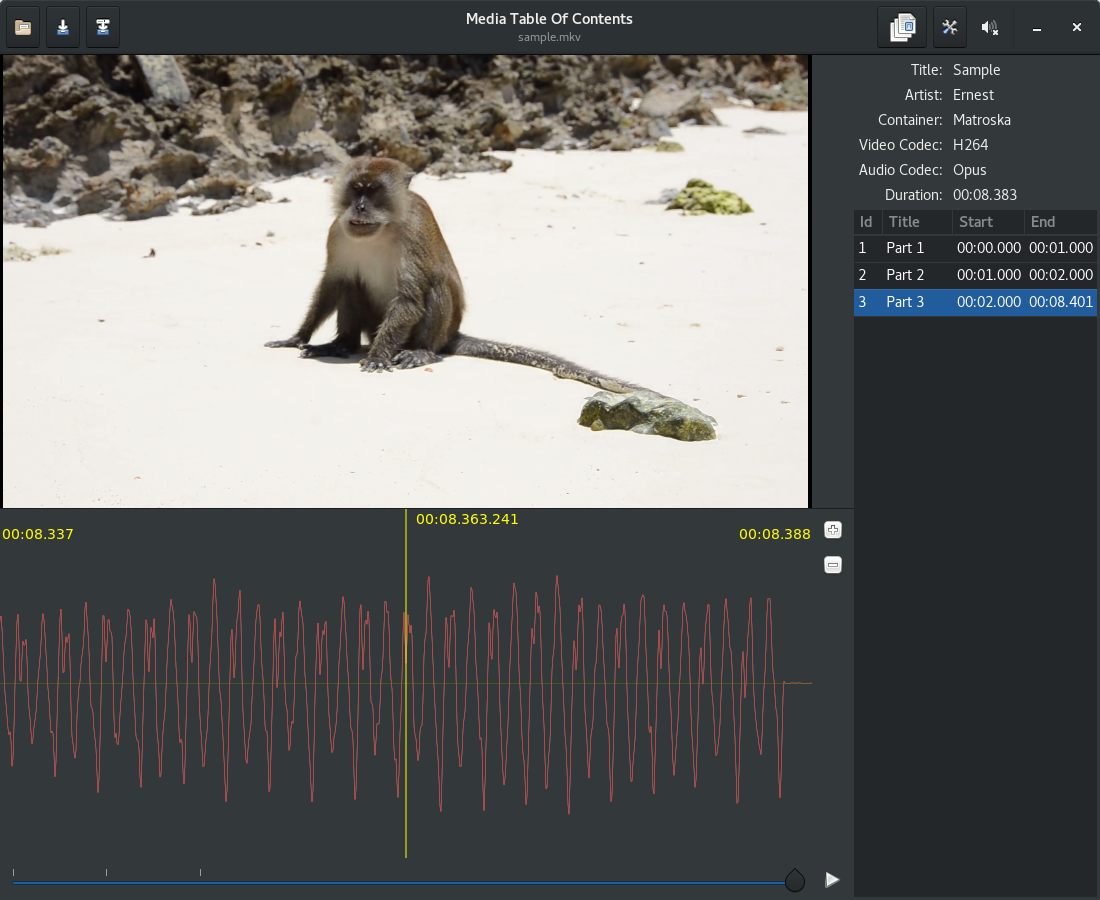 Media Table Of Contents
sample.mkv
Title: Sample
Artist: Ernest
Container: Matroska
Video Codec: H264
Audio Codec: Opus
Duration: 00:08.383
Id Title Start End
1 Part 1 00:00.000 00:01.000
2 Part 2 00:01.000 00:02.000
3 Part 3 00:02.000 00:08.401
00:08.363.241
00:08.337 00:08.388